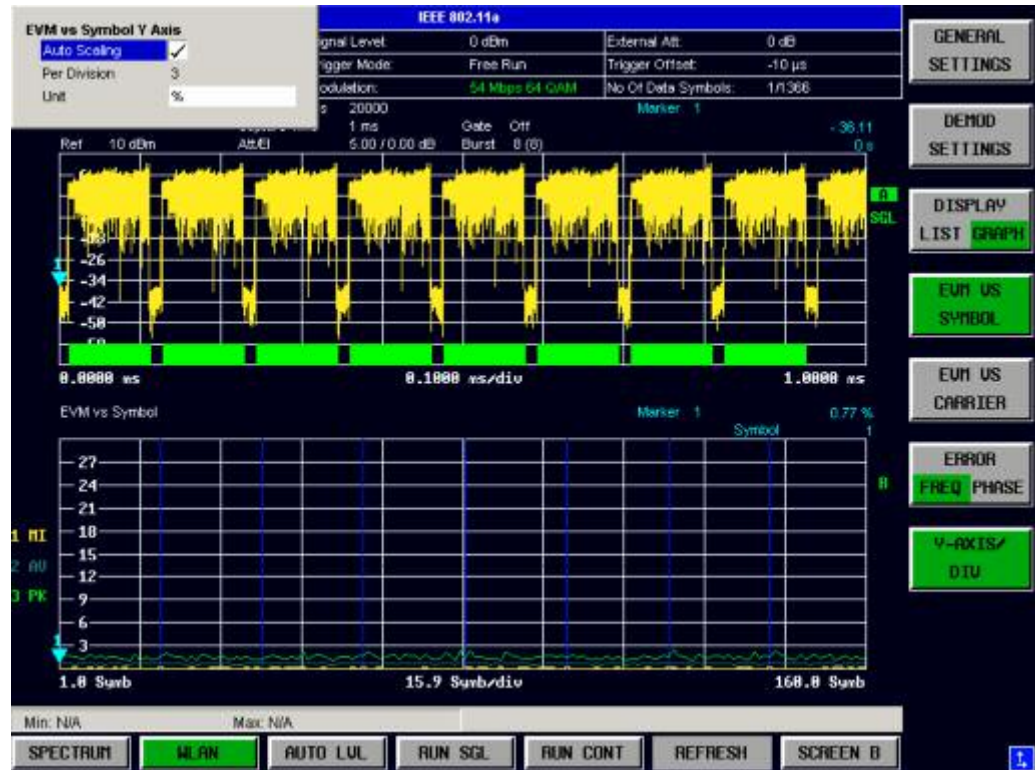 IEEE 802.11a
EVM vs Symbol Y Axis
Auto Scaling
Per Division 3
Unit %
gnal Level: 0 dBm External Att: 0 dB
igger Mode: Free Run Trigger Offset: -10 µs
odulation: 54 Mbps 64 QAM No Of Data Symbols: 1/1366
s 20000 Marker 1
1 ms Gate Off -36.11
Ref 10 dBm Att/El 5.00 / 0.00 dB Burst 8 (8) 0 s
A
SGL
-26
1
-34
-42
-50
0.0000 ms 0.1000 ms/div 1.0000 ms
EVM vs Symbol Marker 1 0.77 %
Symbol 1
27
24
B
21
1 MI
18
15
2 AV
12
3 PK
9
6
1
3
1.0 Symb 15.9 Symb/div 160.0 Symb
Min: N/A Max: N/A
SPECTRUM WLAN AUTO LVL RUN SGL RUN CONT REFRESH SCREEN B
GENERAL
SETTINGS
DEMOD
SETTINGS
DISPLAY
LIST GRAPH
EVM VS
SYMBOL
EVM VS
CARRIER
ERROR
FREQ PHASE
Y-AXIS/
DIV